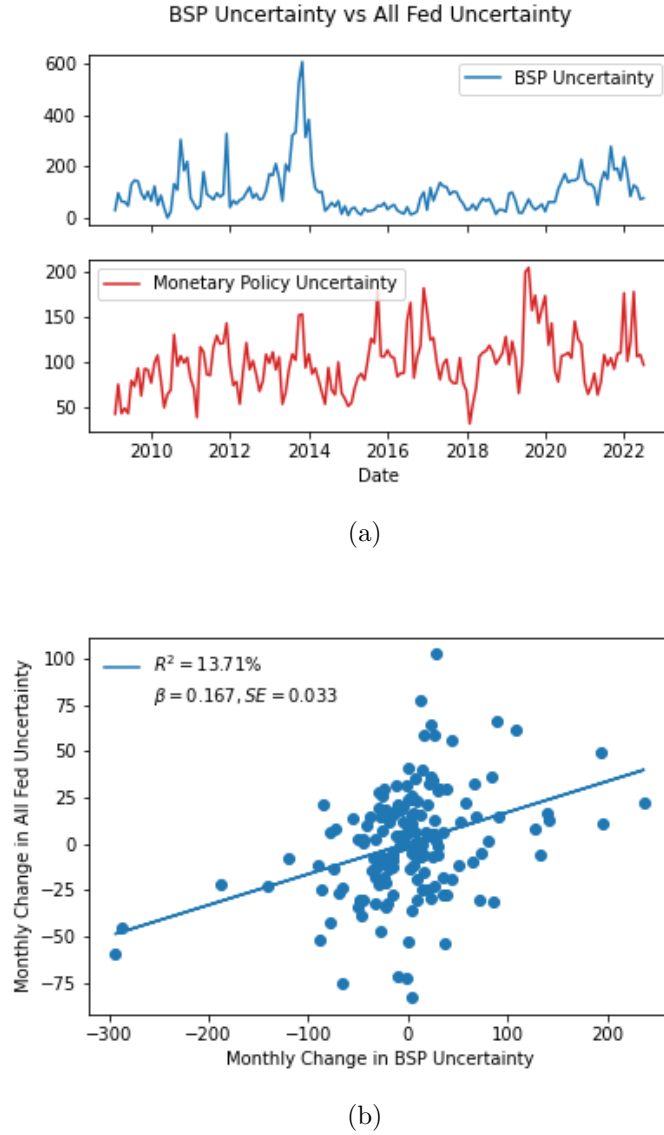 BSP Uncertainty vs All Fed Uncertainty
600
400
200
0
BSP Uncertainty
200
150
100
50
Monetary Policy Uncertainty
2010 2012 2014 2016 2018 2020 2022
Date
(a)
Monthly Change in All Fed Uncertainty
100
75
50
25
0
−25
−50
−75
R² = 13.71%
β = 0.167, SE = 0.033
−300 −200 −100 0 100 200
Monthly Change in BSP Uncertainty
(b)